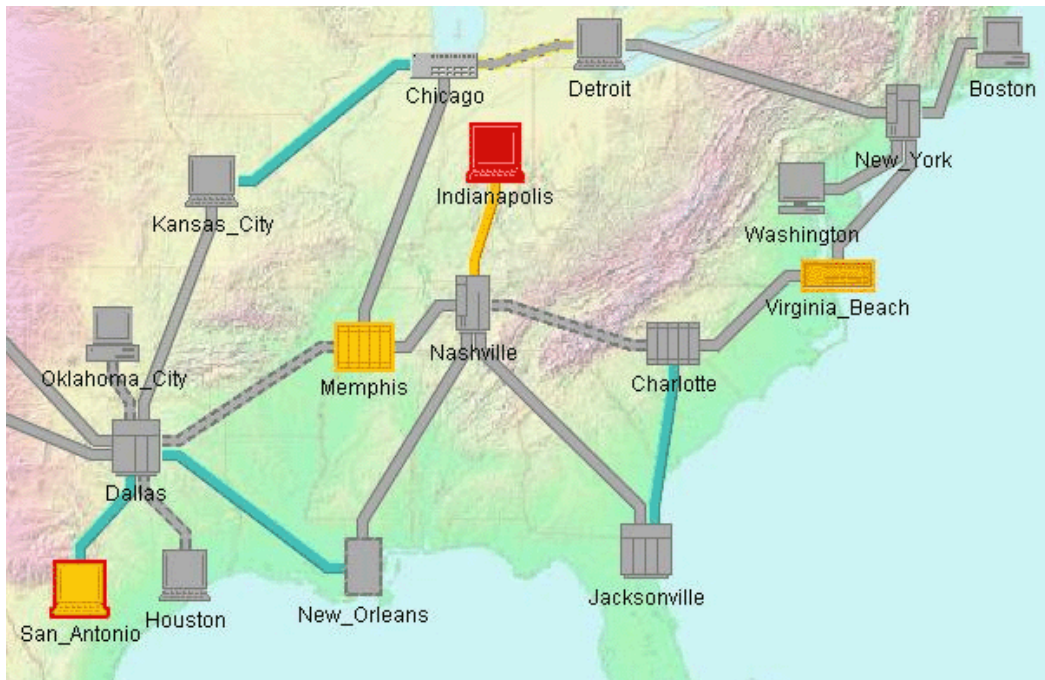 Chicago
Detroit
Boston
New_York
Indianapolis
Kansas_City
Washington
Virginia_Beach
Nashville
Oklahoma_City
Memphis
Charlotte
Dallas
Jacksonville
New_Orleans
Houston
San_Antonio